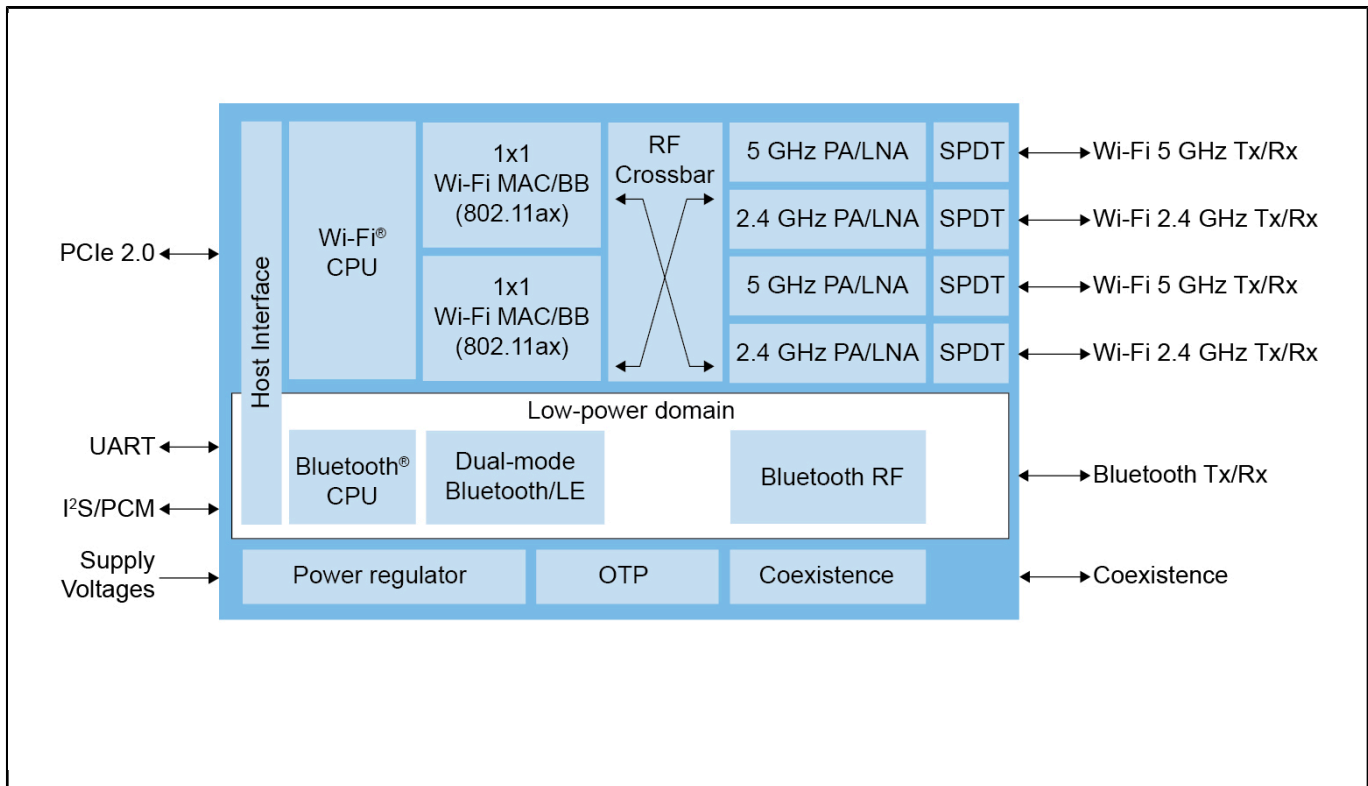 PCIe 2.0
UART
I²S/PCM
Supply
Voltages
Host Interface
Wi-Fi®
CPU
1x1
Wi-Fi MAC/BB
(802.11ax)
1x1
Wi-Fi MAC/BB
(802.11ax)
RF
Crossbar
5 GHz PA/LNA
SPDT
Wi-Fi 5 GHz Tx/Rx
2.4 GHz PA/LNA
SPDT
Wi-Fi 2.4 GHz Tx/Rx
5 GHz PA/LNA
SPDT
Wi-Fi 5 GHz Tx/Rx
2.4 GHz PA/LNA
SPDT
Wi-Fi 2.4 GHz Tx/Rx
Low-power domain
Bluetooth®
CPU
Dual-mode
Bluetooth/LE
Bluetooth RF
Bluetooth Tx/Rx
Power regulator
OTP
Coexistence
Coexistence